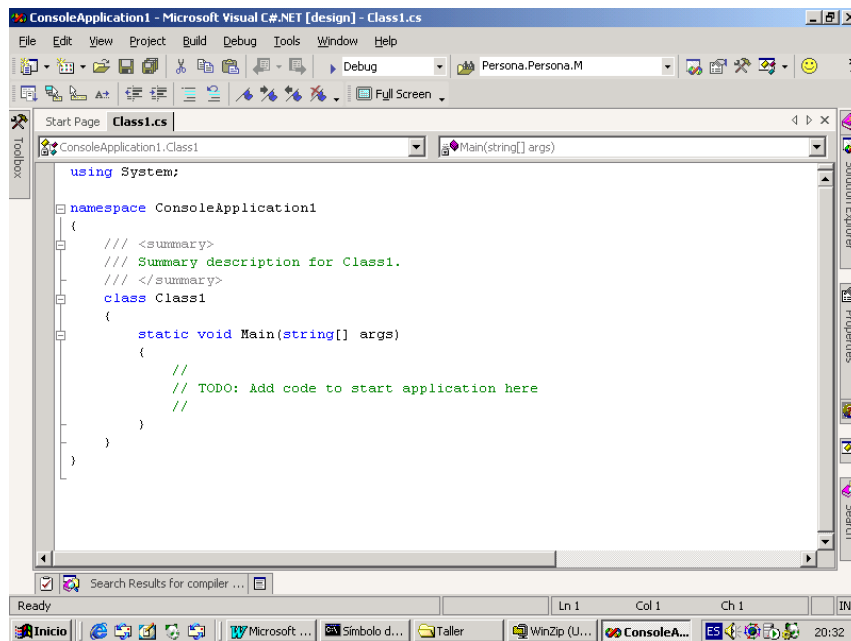 ConsoleApplication1 - Microsoft Visual C#.NET [design] - Class1.cs
File Edit View Project Build Debug Tools Window Help
Debug Persona.Persona.M
Full Screen
Toolbox
Start Page Class1.cs
ConsoleApplication1.Class1 Main(string[] args)
using System;
namespace ConsoleApplication1
{
/// <summary>
/// Summary description for Class1.
/// </summary>
class Class1
{
static void Main(string[] args)
{
//
// TODO: Add code to start application here
//
}
}
}
Solution Explorer
Properties
Search
Search Results for compiler ...
Ready Ln 1 Col 1 Ch 1 IN
Inicio Microsoft ... Símbolo d... Taller WinZip (U... ConsoleA... ES 20:32